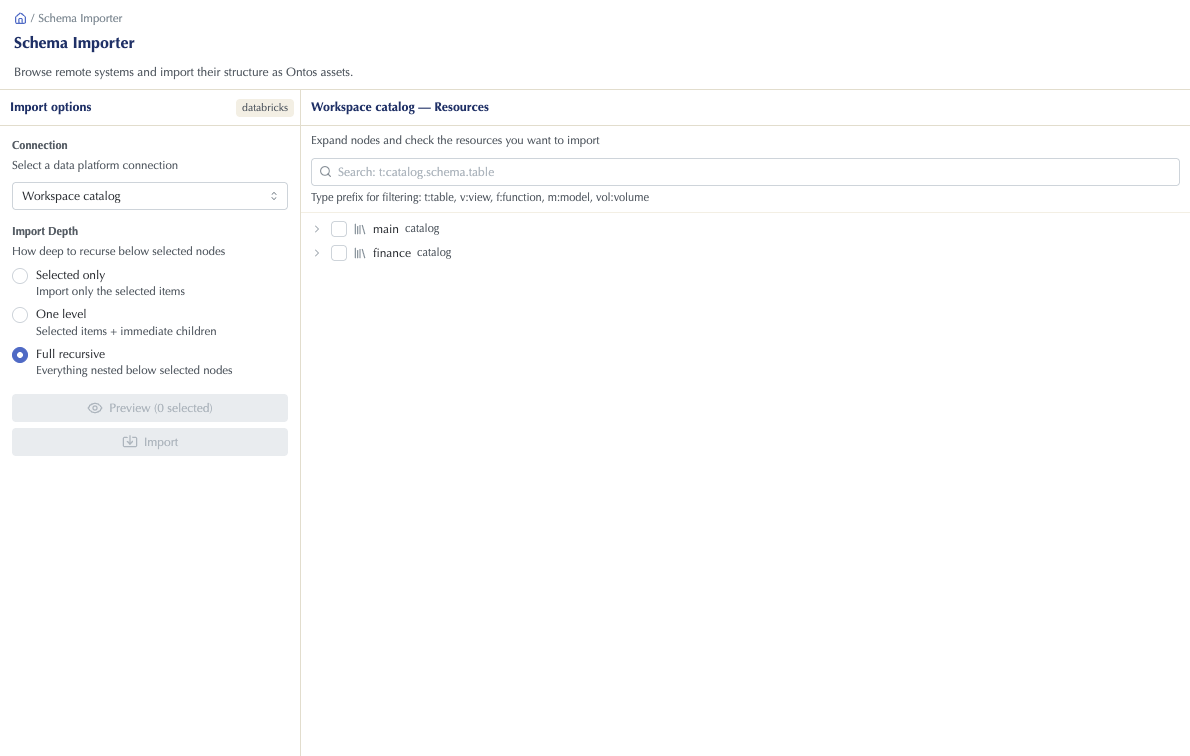 / Schema Importer
Schema Importer
Browse remote systems and import their structure as Ontos assets.
Import options
databricks
Connection
Select a data platform connection
Workspace catalog
Import Depth
How deep to recurse below selected nodes
Selected only
Import only the selected items
One level
Selected items + immediate children
Full recursive
Everything nested below selected nodes
Preview (0 selected)
Import
Workspace catalog — Resources
Expand nodes and check the resources you want to import
Search: t:catalog.schema.table
Type prefix for filtering: t:table, v:view, f:function, m:model, vol:volume
main catalog
finance catalog